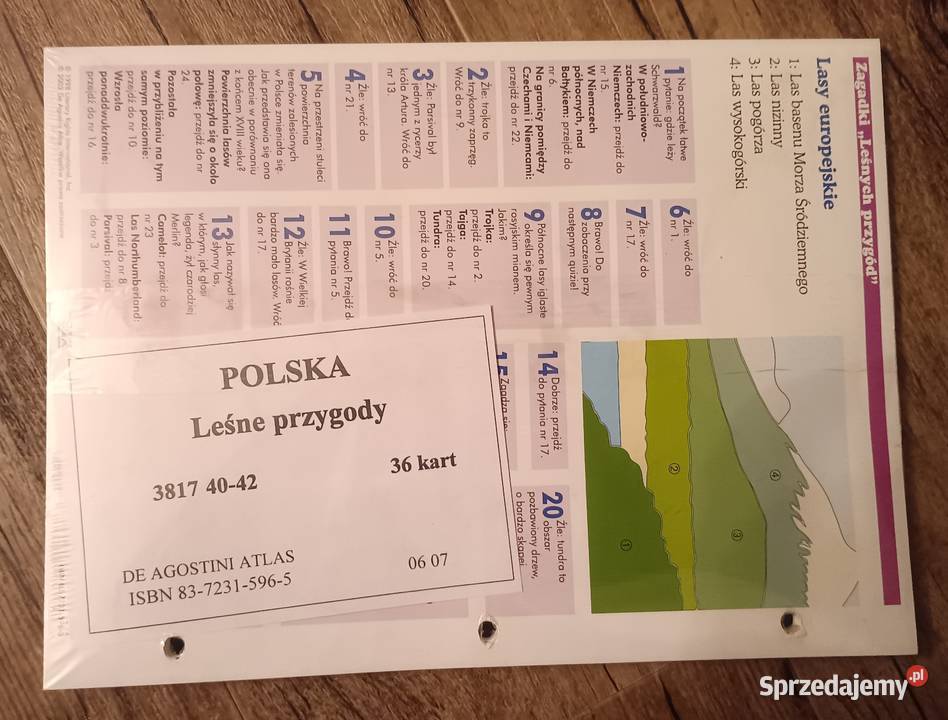 Zagadki „Leśnych przygód”
Lasy europejskie
1: Las basenu Morza Śródziemnego
2: Las nizinny
3: Las pogórza
4: Las wysokogórski
1 Na początek łatwe
pytanie: gdzie leży
Schwarzwald?
W południowo-
zachodnich
Niemczech: przejdź do
nr 15.
W Niemczech
północnych, nad
Bałtykiem: przejdź do
nr 6.
Na granicy pomiędzy
Czechami i Niemcami:
przejdź do nr 22.
2 Źle: trojka to
trzykonny zaprzęg.
Wróć do nr 9.
3 Źle: Parsival był
jednym z rycerzy
króla Artura. Wróć do
nr 13.
4 Źle: wróć do
nr 21.
5 Na przestrzeni stuleci
powierzchnia
terenów zalesionych
w Polsce zmieniała się.
Jak przedstawia się ona
obecnie w porównaniu
z końcem XVIII wieku?
Powierzchnia lasów
zmniejszyła się o około
połowę: przejdź do nr
24
Pozostała
w przybliżeniu na tym
samym poziomie:
przejdź do nr 10
Wzrosła
ponaddwukrotnie:
przejdź do nr 16
6 Źle: wróć do
nr 1.
7 Źle: wróć do
nr 17.
8 Brawo! Do
zobaczenia przy
następnym quizie!
9 Północne lasy iglaste
określa się pewnym
rosyjskim mianem.
Jakim?
Trojka:
przejdź do nr 2.
Tajga:
przejdź do nr 14.
Tundra:
przejdź do nr 20.
10 Źle: wróć do
nr 5.
11 Brawo! Przejdź d
pytania nr 5.
12 Źle: W Wielkiej
Brytanii rośnie
bardzo mało lasów. Wróć
do nr 17.
13 Jak nazywał się
słynny las,
w którym, jak głosi
legenda, żył czarodziej
Merlin?
Camelot: przejdź do
nr 23
Las Northumberland:
przejdź do nr 8
Parsival: przejdź
do nr 3
14 Dobrze: przejdź
do pytania nr 17.
15 Zgadza się:
20 Źle: tundra to
obszar
pozbawiony drzew,
o bardzo skąpej
1
2
3
4
POLSKA
Leśne przygody
3817 40-42
36 kart
DE AGOSTINI ATLAS
ISBN 83-7231-596-5
06 07
Sprzedajemy.pl